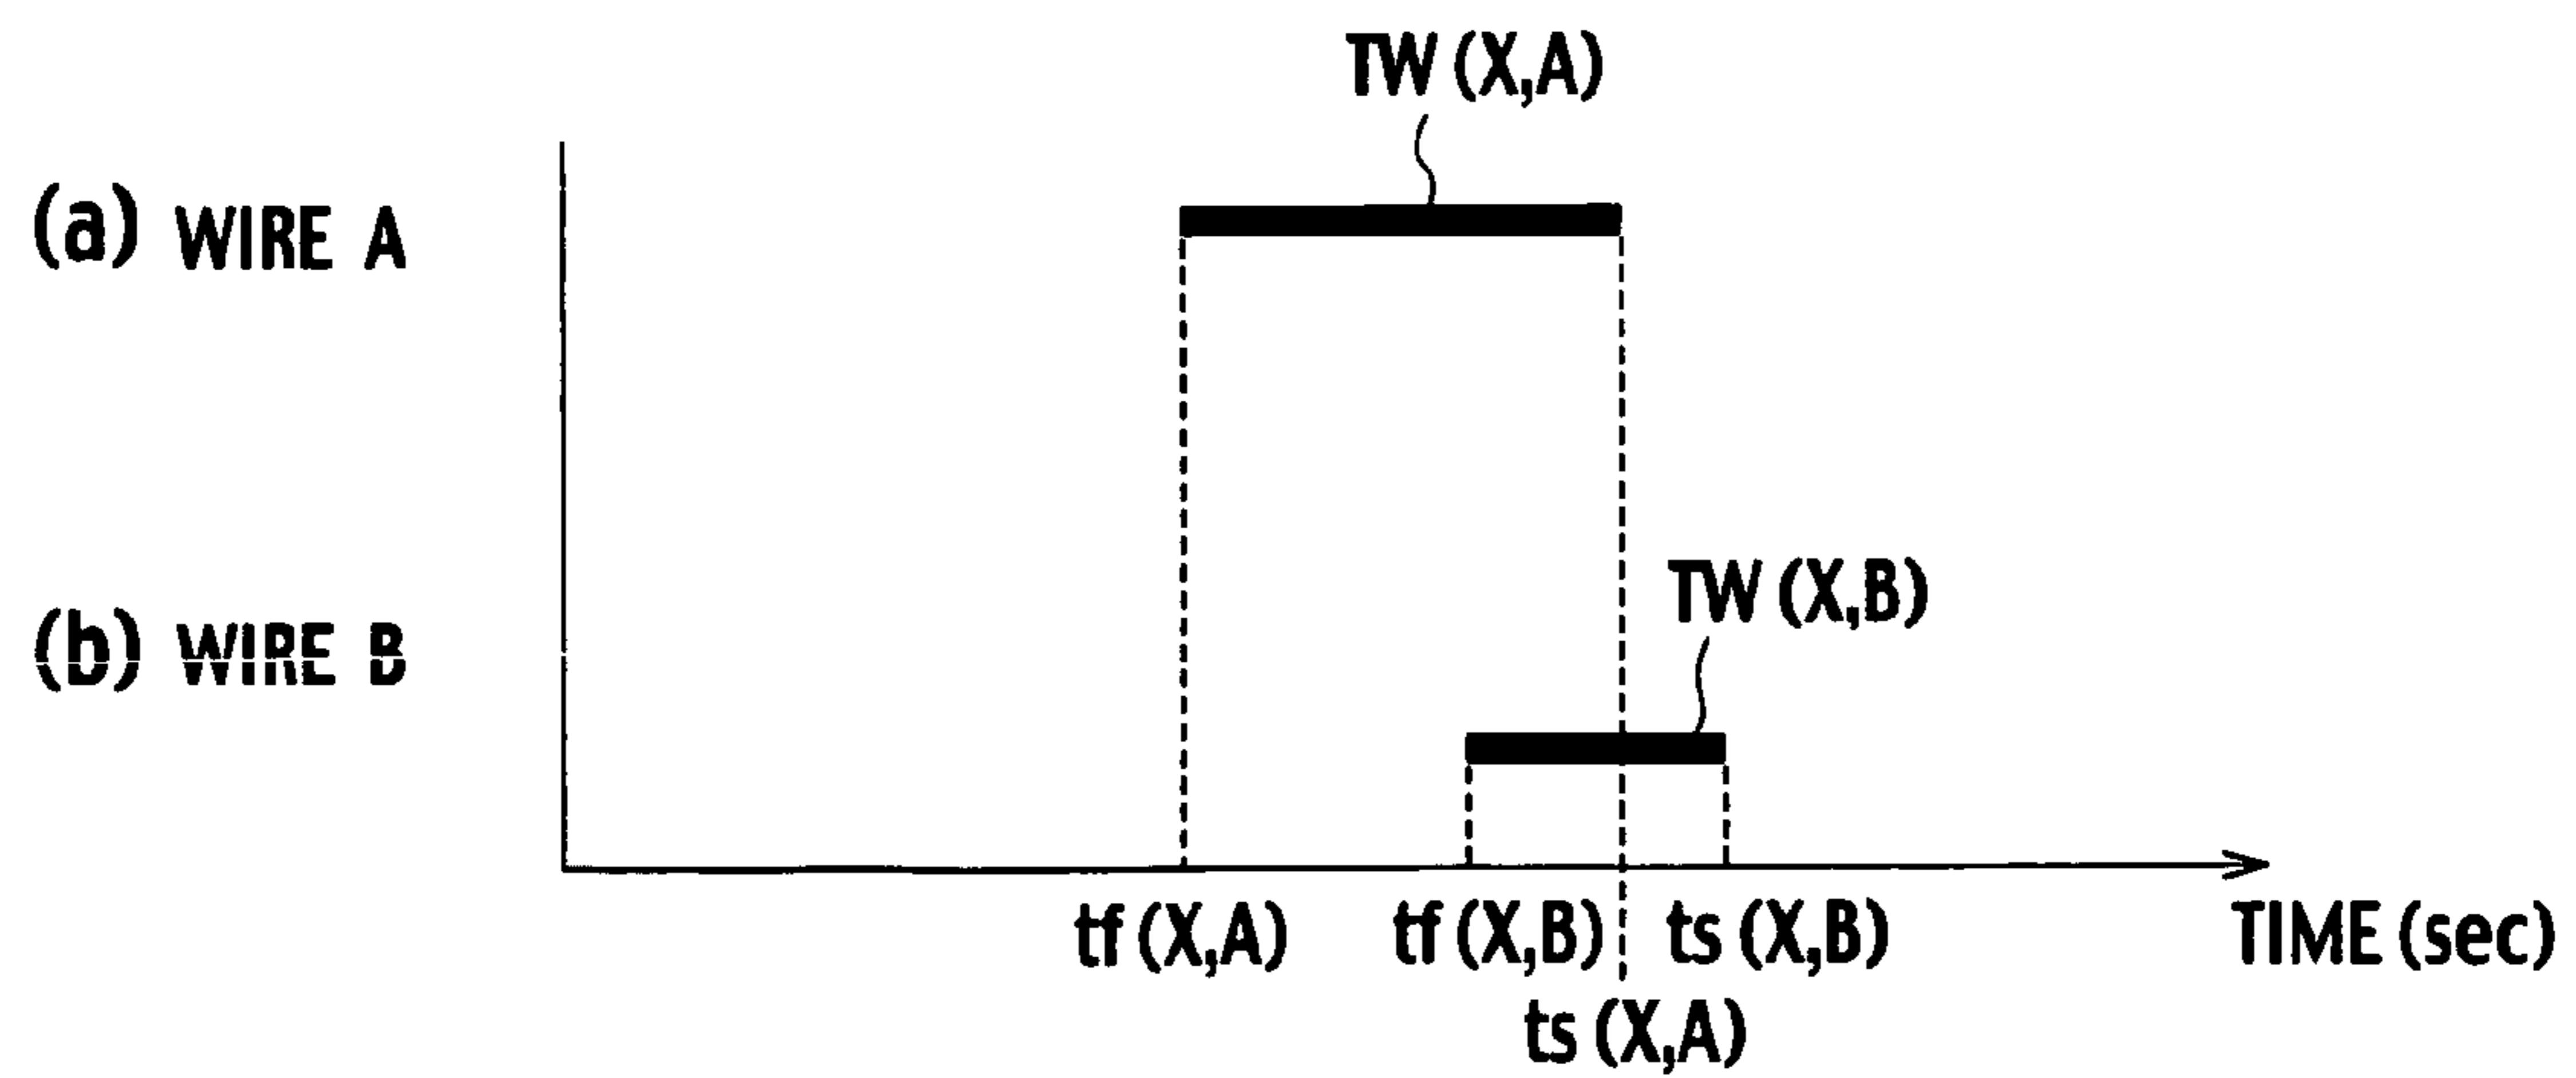 TW (X,A)
(a) WIRE A
TW (X,B)
(b) WIRE B
tf (X,A) tf (X,B) ts (X,B) TIME (sec)
ts (X,A)